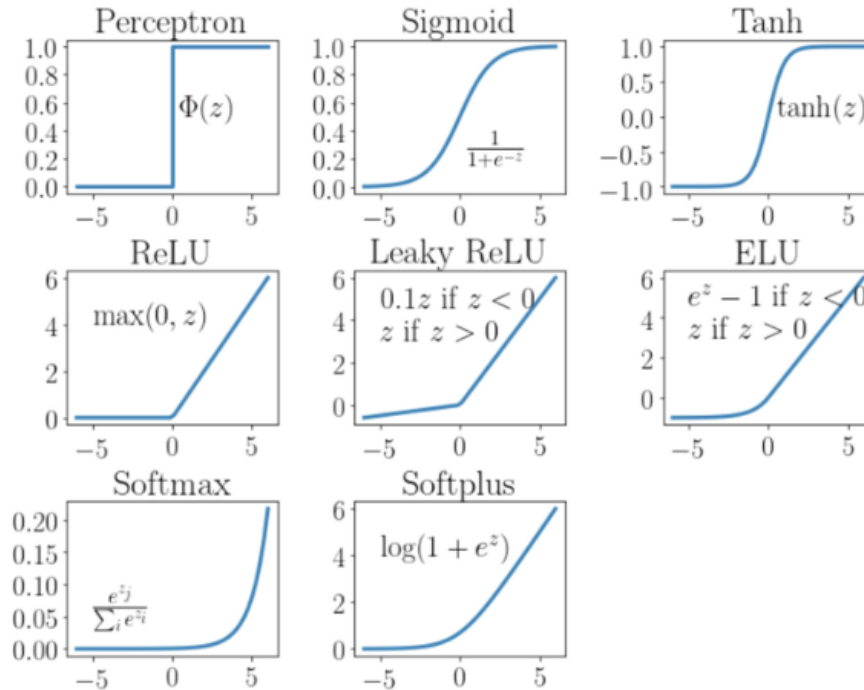 Perceptron
1.0
0.8
0.6
0.4
0.2
0.0
Φ(z)
−5 0 5
Sigmoid
1.0
0.8
0.6
0.4
0.2
0.0
1/(1+e^{−z})
−5 0 5
Tanh
1.0
0.5
0.0
−0.5
−1.0
tanh(z)
−5 0 5
ReLU
6
4
2
0
max(0, z)
−5 0 5
Leaky ReLU
6
4
2
0
0.1z if z < 0
z if z > 0
−5 0 5
ELU
6
4
2
0
e^z − 1 if z < 0
z if z > 0
−5 0 5
Softmax
0.20
0.15
0.10
0.05
0.00
e^{z_j}/∑_i e^{z_i}
−5 0 5
Softplus
6
4
2
0
log(1 + e^z)
−5 0 5